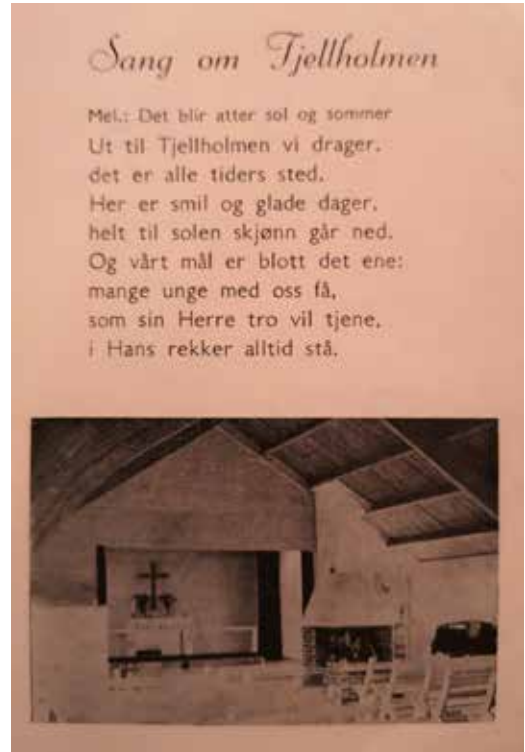 Sang om Tjellholmen
Mel.: Det blir atter sol og sommer
Ut til Tjellholmen vi drager,
det er alle tiders sted.
Her er smil og glade dager,
helt til solen skjønn går ned.
Og vårt mål er blott det ene:
mange unge med oss få,
som sin Herre tro vil tjene,
i Hans rekker alltid stå.